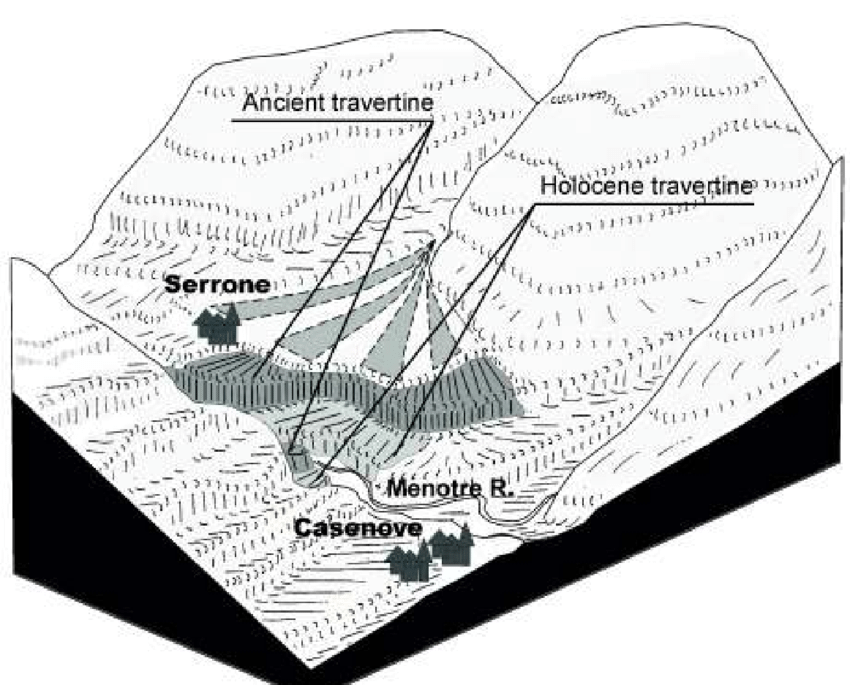 Ancient travertine
Holocene travertine
Serrone
Menotre R.
Casenove